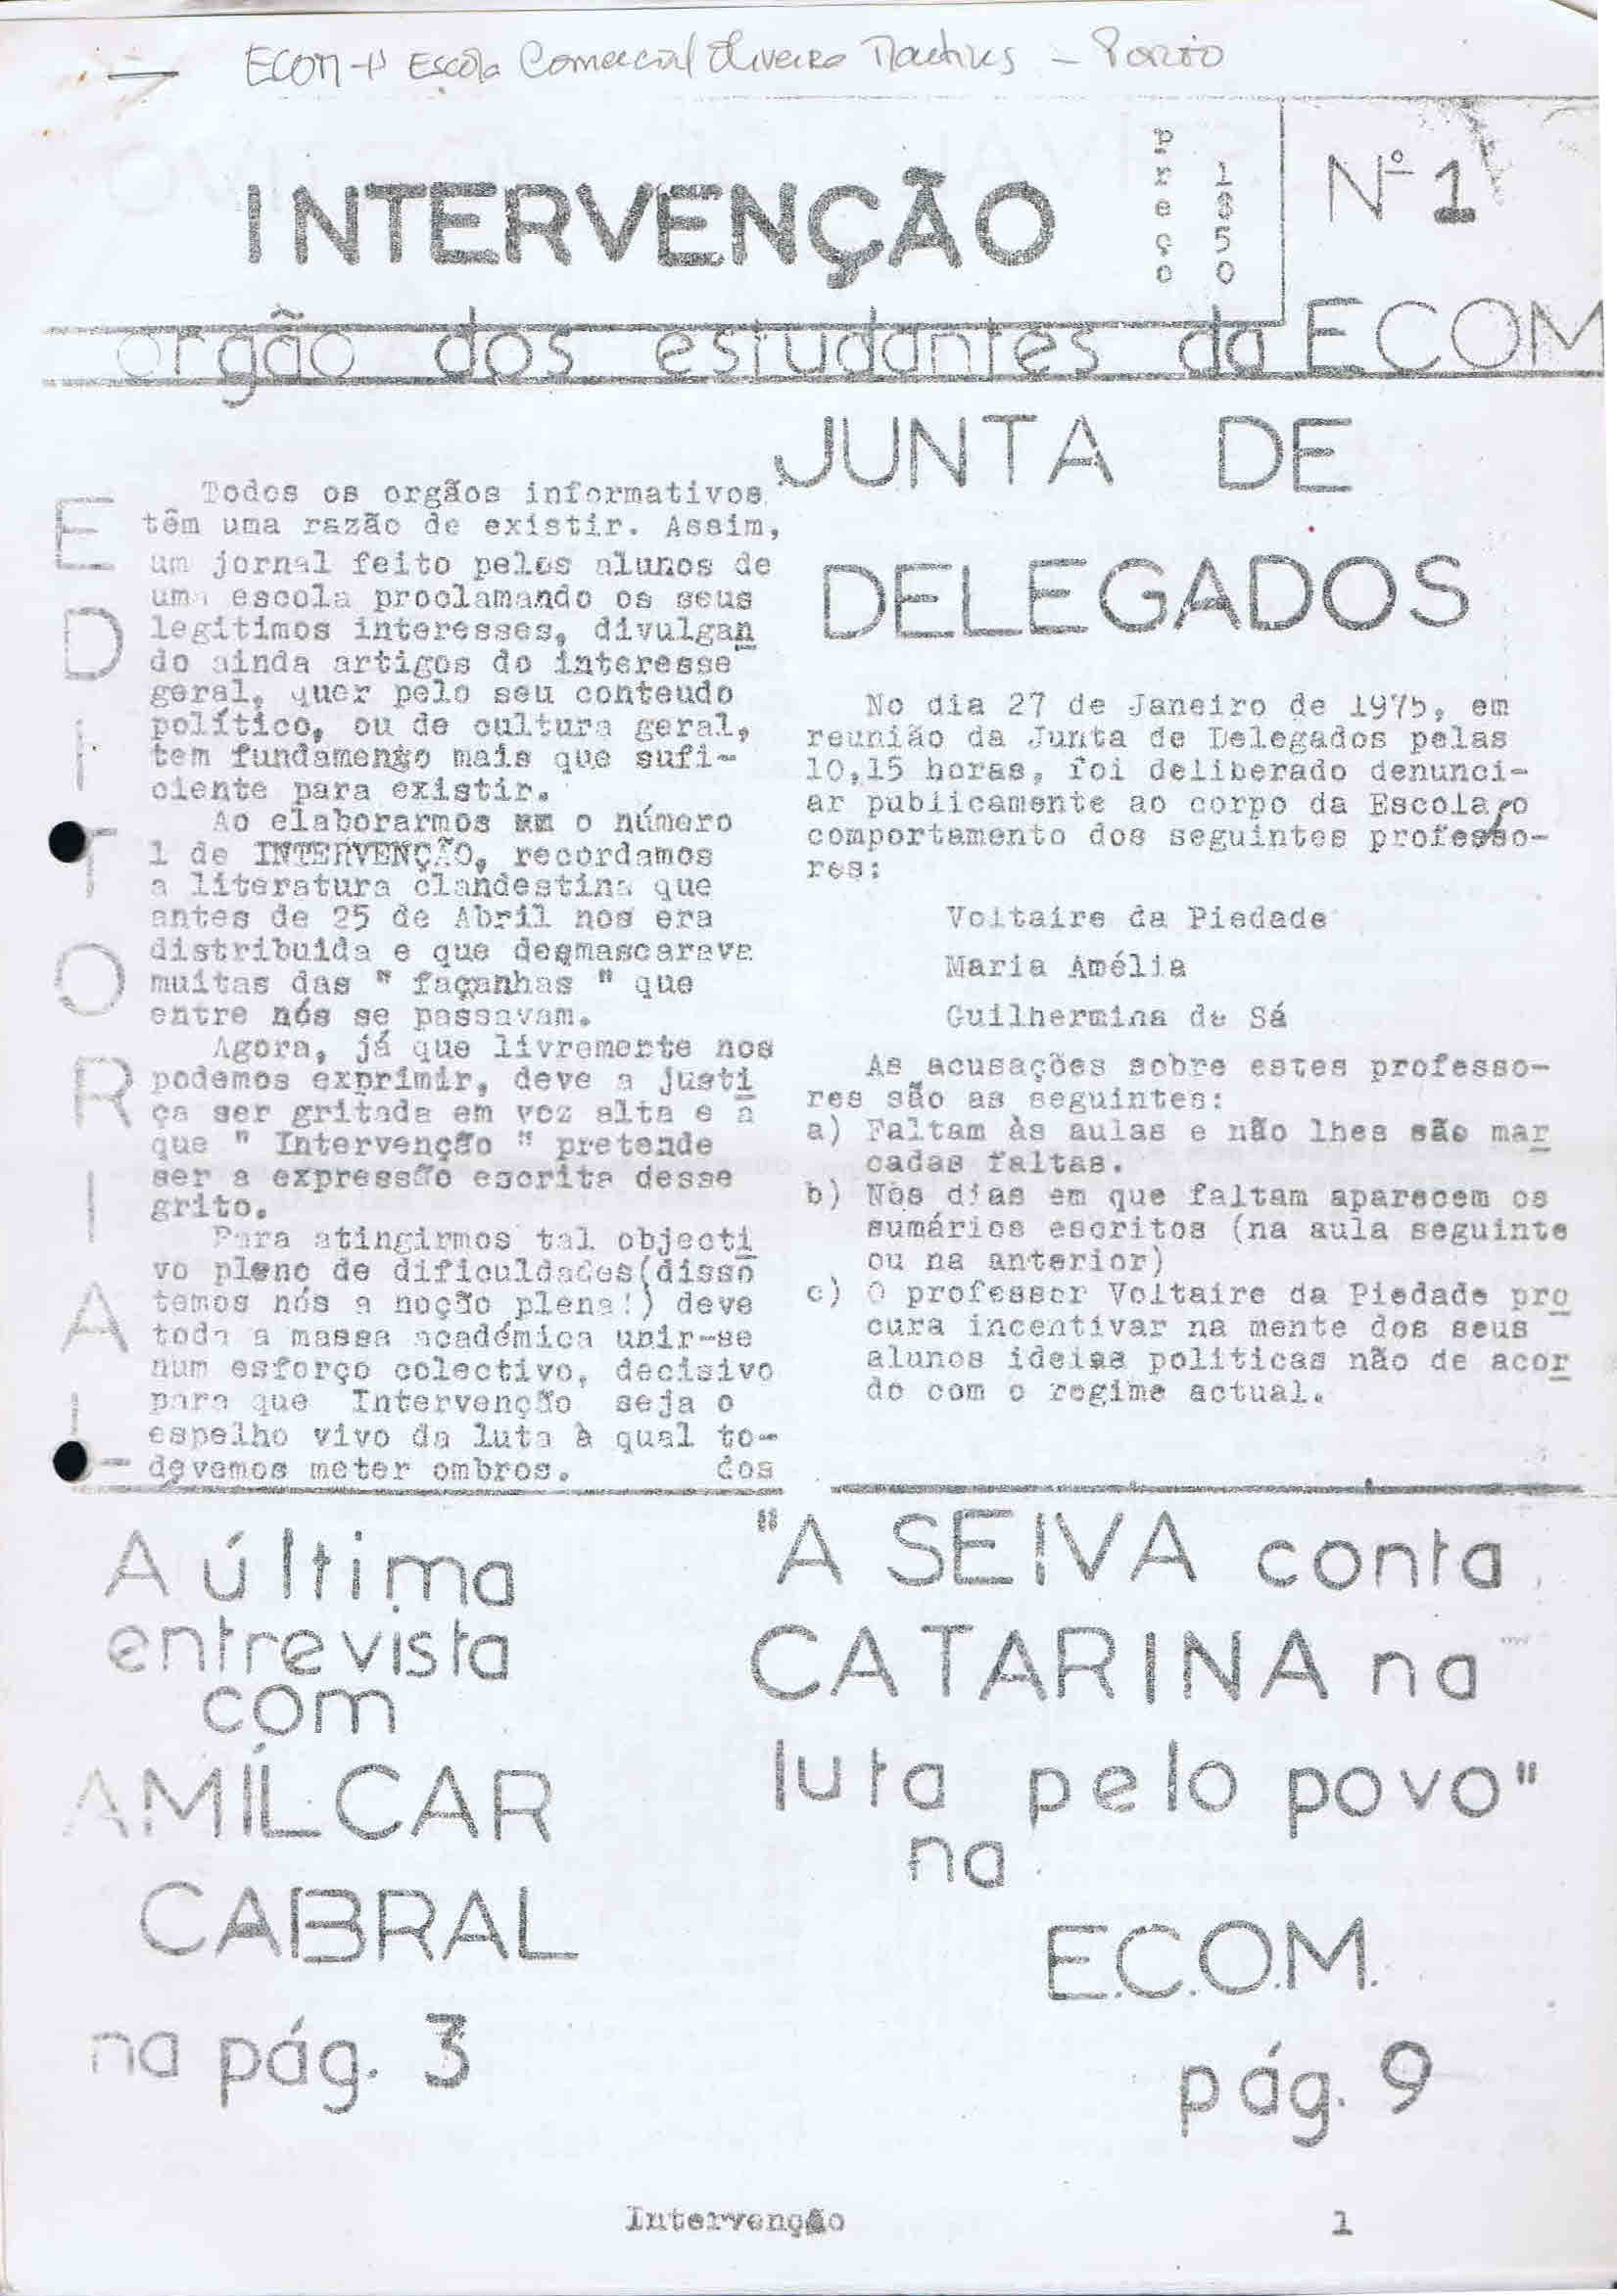 ECOM → Escola Comercial Oliveira Martins — Porto
INTERVENÇÃO
preço
1$50
Nº 1
orgão dos estudantes da ECOM
EDITORIAL
Todos os orgãos informativos
têm uma razão de existir. Assim,
um jornal feito pelos alunos de
uma escola proclamando os seus
legítimos interesses, divulgan
do ainda artigos do interesse
geral, quer pelo seu conteudo
político, ou de cultura geral,
tem fundamento mais que sufi-
ciente para existir.
Ao elaborarmos o número
1 de INTERVENÇÃO, recordamos
a literatura clandestina que
antes de 25 de Abril nos era
distribuida e que desmascarava
muitas das " façanhas " que
entre nós se passavam.
Agora, já que livremente nos
podemos exprimir, deve a justi
ça ser gritada em voz alta e a
que " Intervenção " pretende
ser a expressão escrita desse
grito.
Para atingirmos tal objecti
vo pleno de dificuldades(disso
temos nós a noção plena!) deve
toda a massa académica unir-se
num esforço colectivo, decisivo
para que Intervenção seja o
espelho vivo da luta à qual to-
devemos meter ombros. dos
JUNTA DE
DELEGADOS
No dia 27 de Janeiro de 1975, em
reunião da Junta de Delegados pelas
10,15 horas, foi deliberado denunci-
ar publicamente ao corpo da Escola, o
comportamento dos seguintes professo-
res:
Voltaire da Piedade
Maria Amélia
Guilhermina de Sá
As acusações sobre estes professo-
res são as seguintes:
a) Faltam às aulas e não lhes são mar
cadas faltas.
b) Nos dias em que faltam aparecem os
sumários escritos (na aula seguinte
ou na anterior)
c) O professor Voltaire da Piedade pro
cura incentivar na mente dos seus
alunos ideias politicas não de acor
do com o regime actual.
A última
entrevista
com
AMÍLCAR
CABRAL
na pág. 3
"A SEIVA conta
CATARINA na
luta pelo povo"
na
E.C.O.M.
pág. 9
Intervenção 1